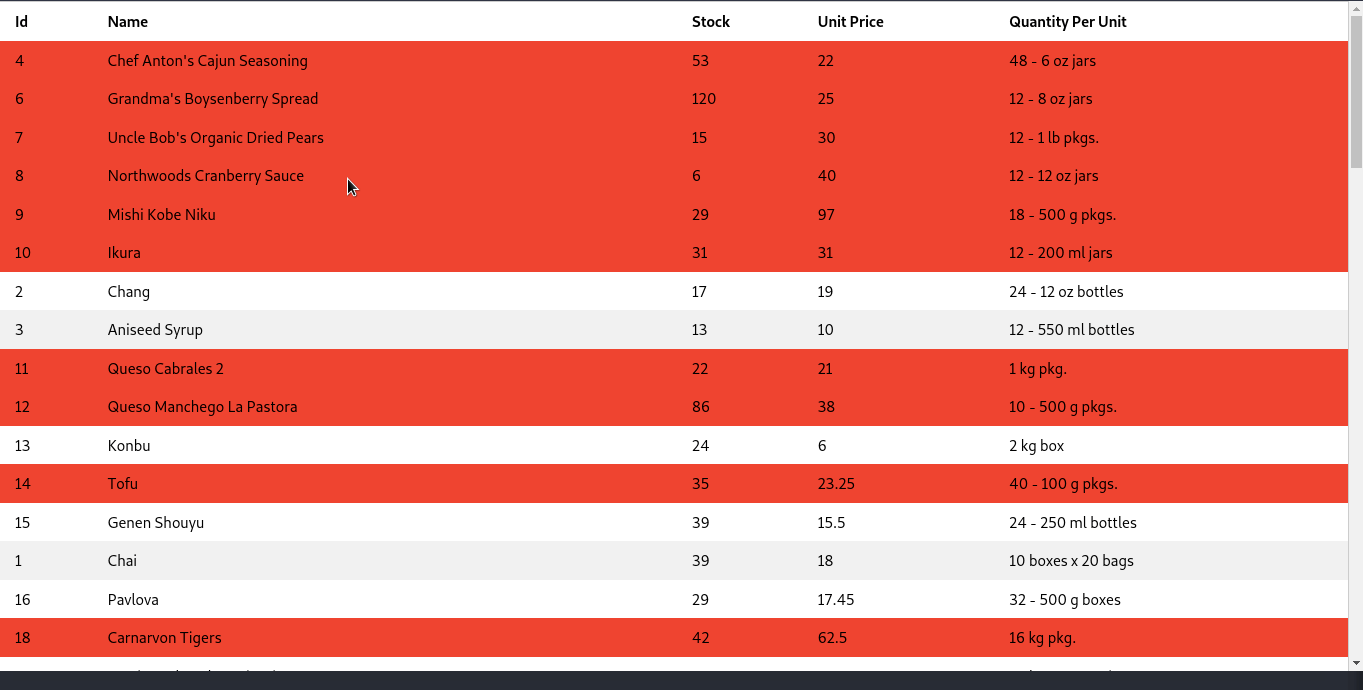 Id Name Stock Unit Price Quantity Per Unit
4 Chef Anton's Cajun Seasoning 53 22 48 - 6 oz jars
6 Grandma's Boysenberry Spread 120 25 12 - 8 oz jars
7 Uncle Bob's Organic Dried Pears 15 30 12 - 1 lb pkgs.
8 Northwoods Cranberry Sauce 6 40 12 - 12 oz jars
9 Mishi Kobe Niku 29 97 18 - 500 g pkgs.
10 Ikura 31 31 12 - 200 ml jars
2 Chang 17 19 24 - 12 oz bottles
3 Aniseed Syrup 13 10 12 - 550 ml bottles
11 Queso Cabrales 2 22 21 1 kg pkg.
12 Queso Manchego La Pastora 86 38 10 - 500 g pkgs.
13 Konbu 24 6 2 kg box
14 Tofu 35 23.25 40 - 100 g pkgs.
15 Genen Shouyu 39 15.5 24 - 250 ml bottles
1 Chai 39 18 10 boxes x 20 bags
16 Pavlova 29 17.45 32 - 500 g boxes
18 Carnarvon Tigers 42 62.5 16 kg pkg.